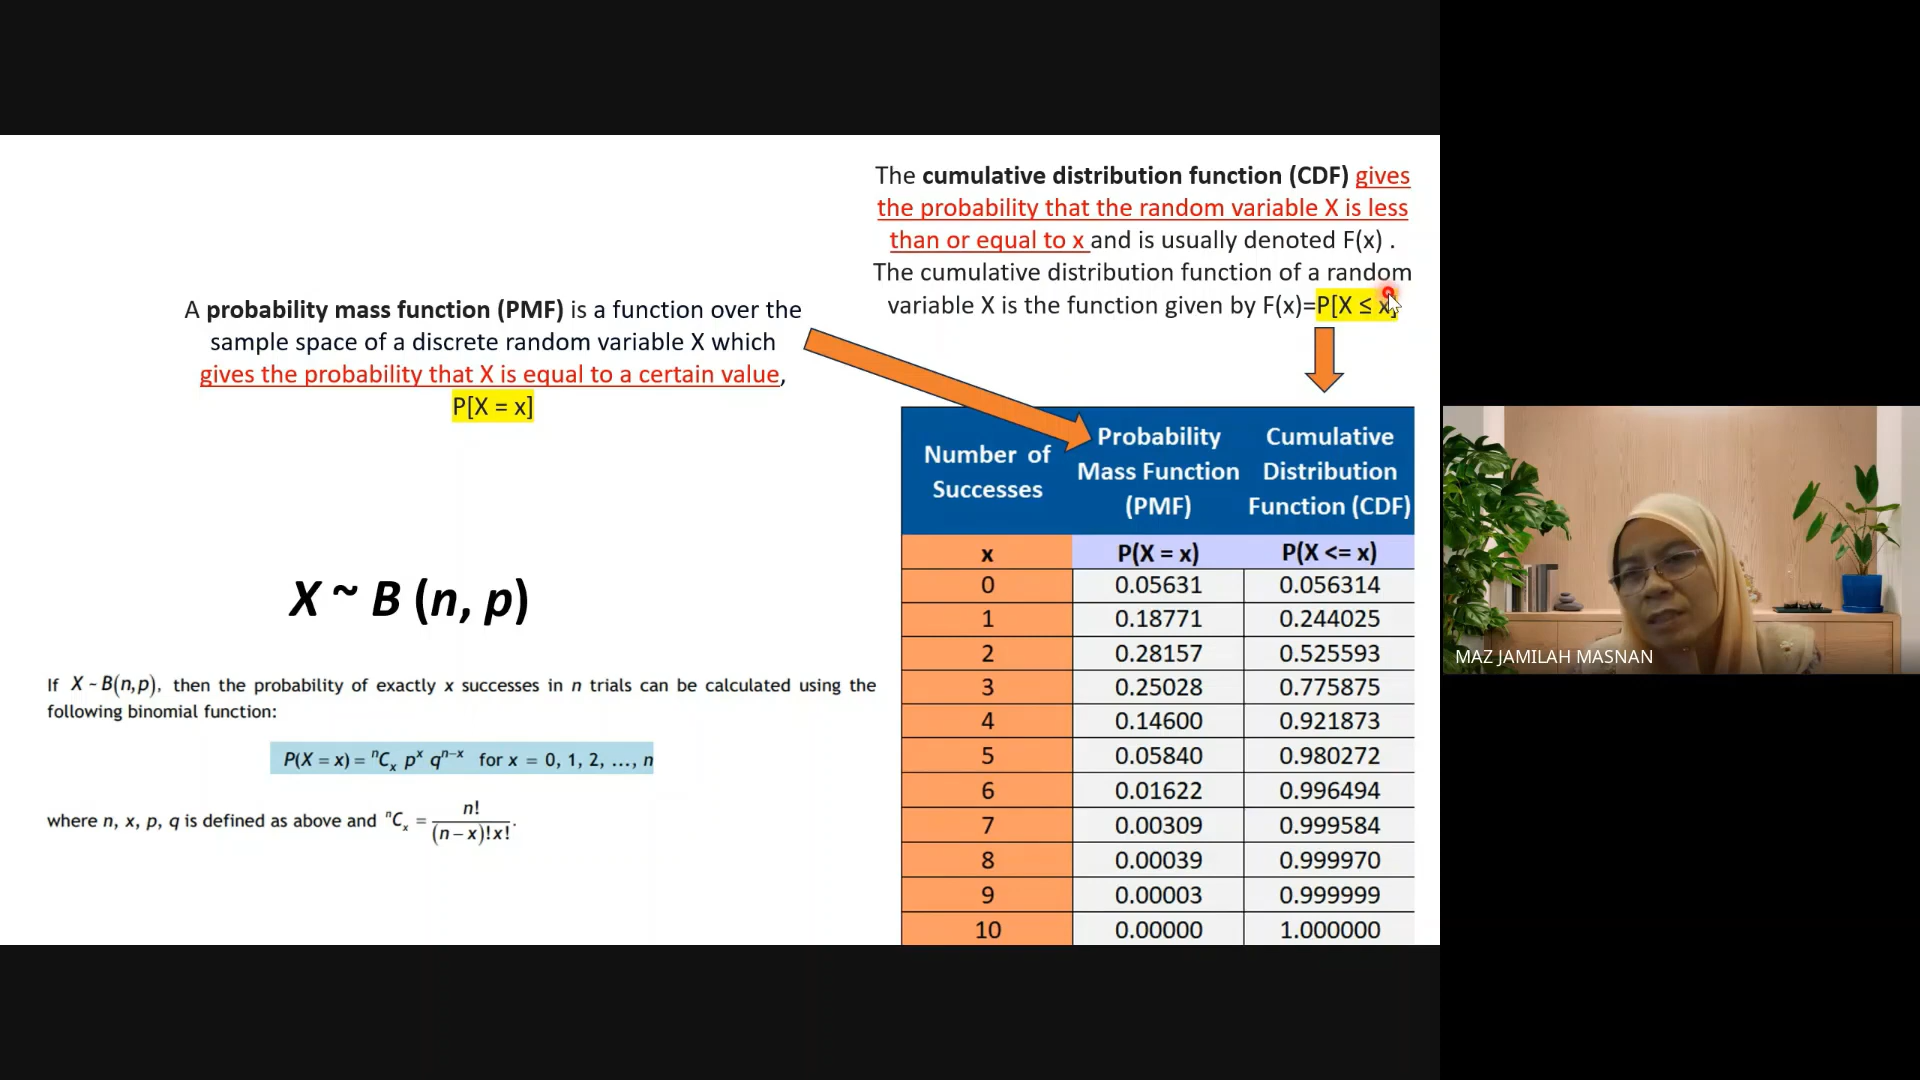 The cumulative distribution function (CDF) gives
the probability that the random variable X is less
than or equal to x and is usually denoted F(x) .
The cumulative distribution function of a random
variable X is the function given by F(x)=P[X ≤ x]
A probability mass function (PMF) is a function over the
sample space of a discrete random variable X which
gives the probability that X is equal to a certain value,
P[X = x]
X ~ B (n, p)
If X ~ B(n,p), then the probability of exactly x successes in n trials can be calculated using the
following binomial function:
P(X = x) = ⁿCₓ pˣ qⁿ⁻ˣ for x = 0, 1, 2, ..., n
where n, x, p, q is defined as above and ⁿCₓ = n! / (n – x)! x! .
Number of Successes | Probability Mass Function (PMF) | Cumulative Distribution Function (CDF)
x P(X = x) P(X <= x)
0 0.05631 0.056314
1 0.18771 0.244025
2 0.28157 0.525593
3 0.25028 0.775875
4 0.14600 0.921873
5 0.05840 0.980272
6 0.01622 0.996494
7 0.00309 0.999584
8 0.00039 0.999970
9 0.00003 0.999999
10 0.00000 1.000000
MAZ JAMILAH MASNAN